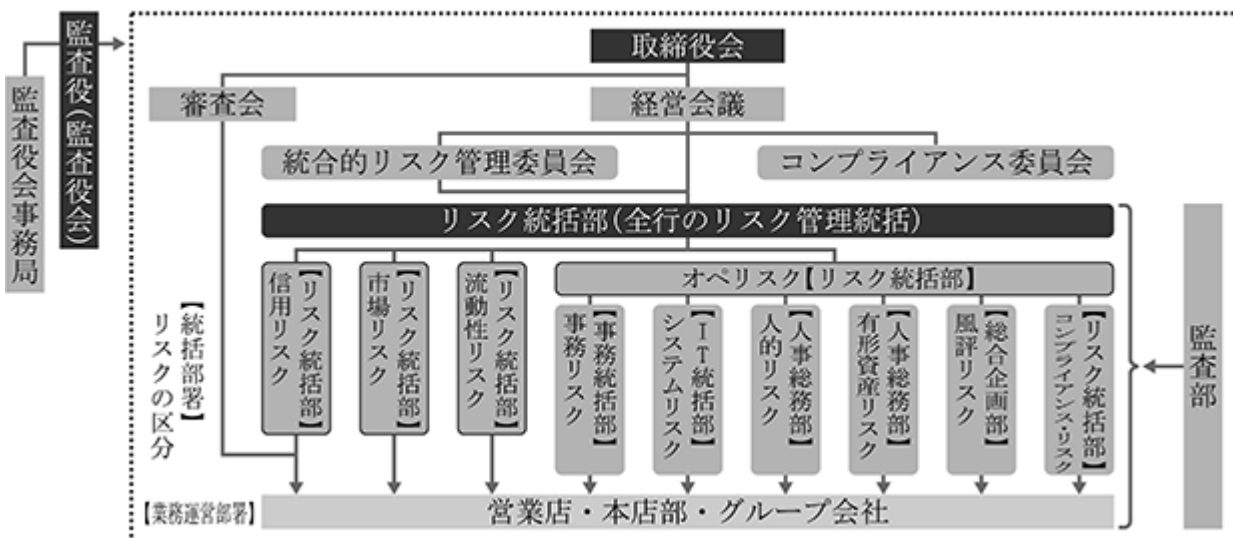 取締役会
監査役(監査役会)
監査役会事務局
審査会
経営会議
統合的リスク管理委員会
コンプライアンス委員会
リスク統括部(全行のリスク管理統括)
監査部
リスクの区分
【統括部署】
信用リスク
【リスク統括部】
市場リスク
【リスク統括部】
流動性リスク
【リスク統括部】
オペリスク【リスク統括部】
事務リスク
【事務統括部】
システムリスク
【IT統括部】
人的リスク
【人事総務部】
有形資産リスク
【人事総務部】
風評リスク
【総合企画部】
コンプライアンス・リスク
【リスク統括部】
【業務運営部署】
営業店・本店部・グループ会社